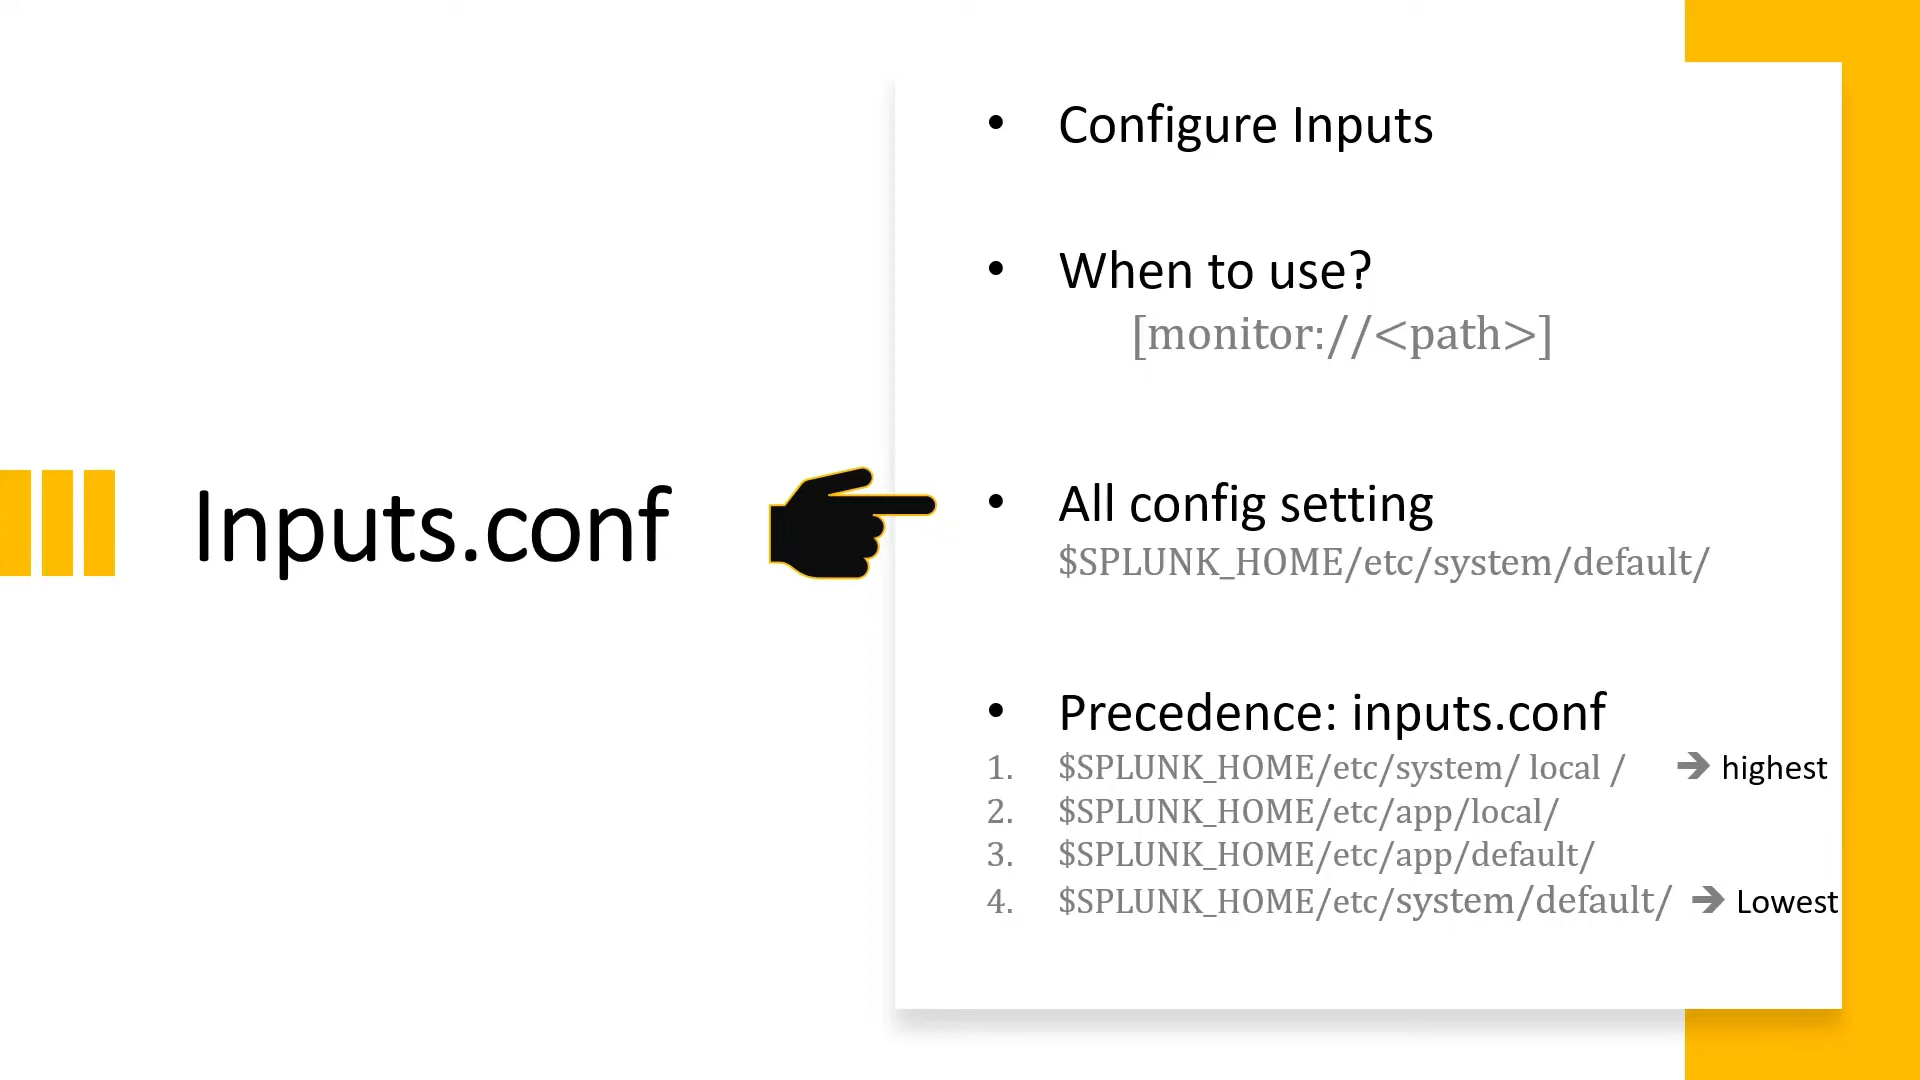 Inputs.conf
• Configure Inputs
• When to use?
[monitor://<path>]
• All config setting
$SPLUNK_HOME/etc/system/default/
• Precedence: inputs.conf
1. $SPLUNK_HOME/etc/system/ local / ➔ highest
2. $SPLUNK_HOME/etc/app/local/
3. $SPLUNK_HOME/etc/app/default/
4. $SPLUNK_HOME/etc/system/default/ ➔ Lowest